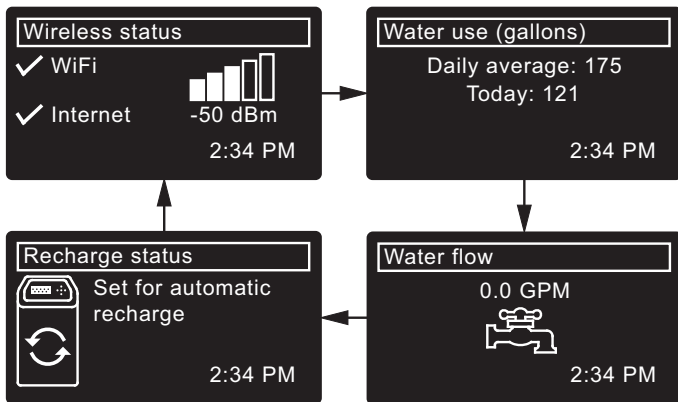 Wireless status
WiFi
Internet
-50 dBm
2:34 PM
Water use (gallons)
Daily average: 175
Today: 121
2:34 PM
Recharge status
Set for automatic
recharge
2:34 PM
Water flow
0.0 GPM
2:34 PM